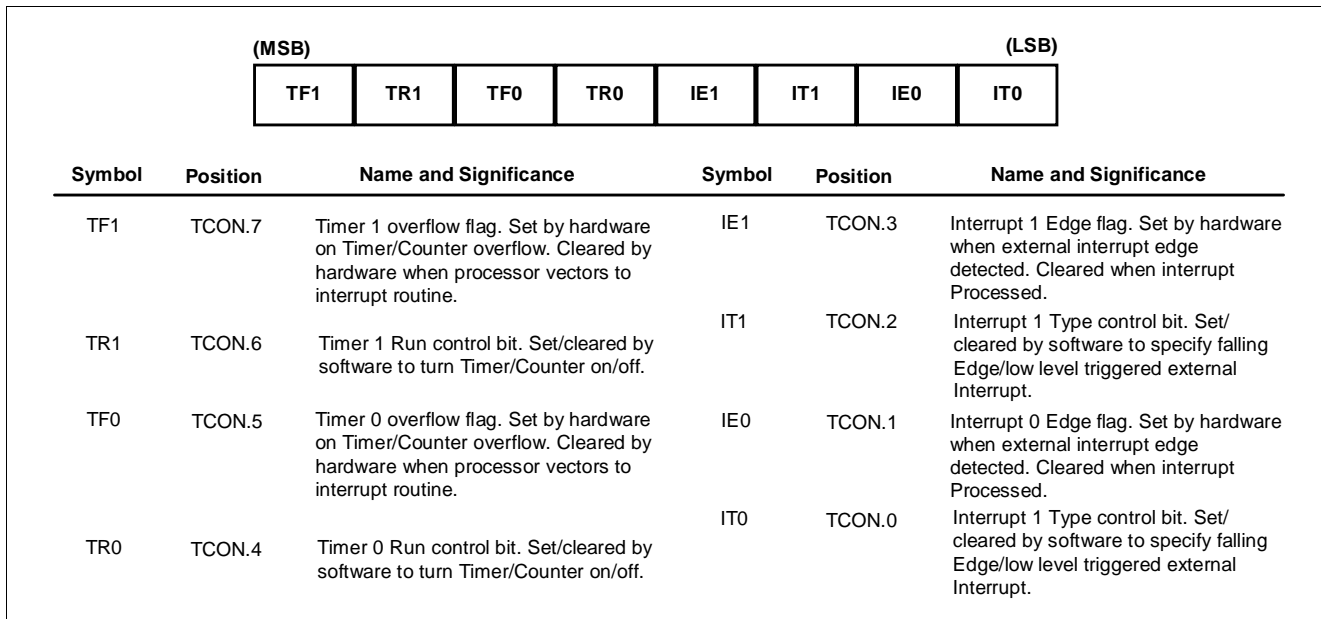 (MSB) (LSB)
TF1 TR1 TF0 TR0 IE1 IT1 IE0 IT0
Symbol Position Name and Significance Symbol Position Name and Significance
TF1 TCON.7 Timer 1 overflow flag. Set by hardware
on Timer/Counter overflow. Cleared by
hardware when processor vectors to
interrupt routine.
TR1 TCON.6 Timer 1 Run control bit. Set/cleared by
software to turn Timer/Counter on/off.
TF0 TCON.5 Timer 0 overflow flag. Set by hardware
on Timer/Counter overflow. Cleared by
hardware when processor vectors to
interrupt routine.
TR0 TCON.4 Timer 0 Run control bit. Set/cleared by
software to turn Timer/Counter on/off.
IE1 TCON.3 Interrupt 1 Edge flag. Set by hardware
when external interrupt edge
detected. Cleared when interrupt
Processed.
IT1 TCON.2 Interrupt 1 Type control bit. Set/
cleared by software to specify falling
Edge/low level triggered external
Interrupt.
IE0 TCON.1 Interrupt 0 Edge flag. Set by hardware
when external interrupt edge
detected. Cleared when interrupt
Processed.
IT0 TCON.0 Interrupt 1 Type control bit. Set/
cleared by software to specify falling
Edge/low level triggered external
Interrupt.